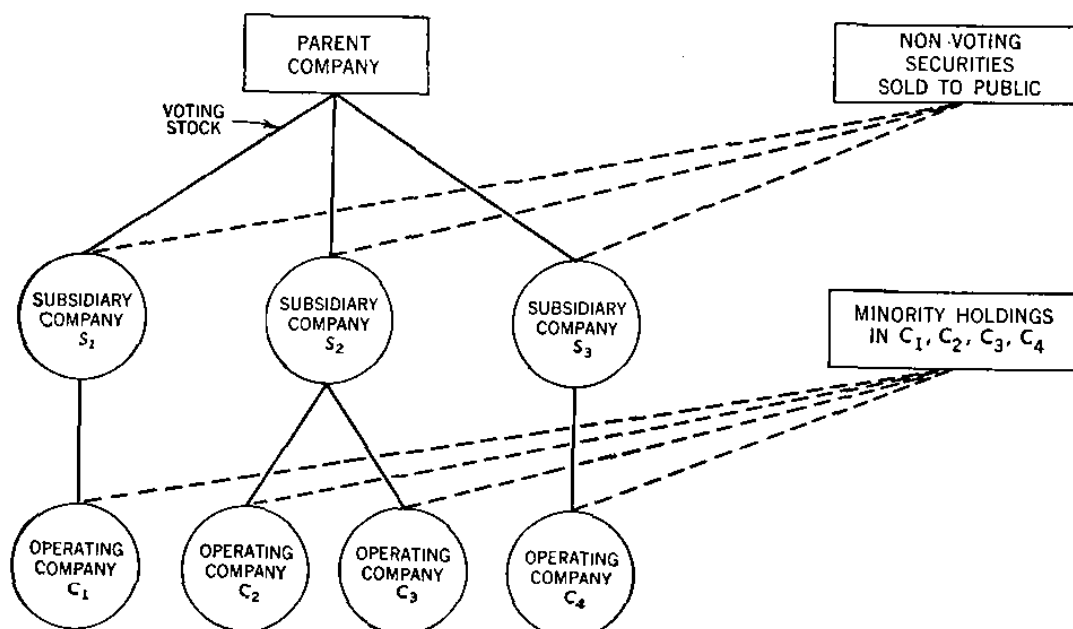 PARENT
COMPANY
NON-VOTING
SECURITIES
SOLD TO PUBLIC
VOTING
STOCK
SUBSIDIARY
COMPANY
S₁
SUBSIDIARY
COMPANY
S₂
SUBSIDIARY
COMPANY
S₃
MINORITY HOLDINGS
IN C₁, C₂, C₃, C₄
OPERATING
COMPANY
C₁
OPERATING
COMPANY
C₂
OPERATING
COMPANY
C₃
OPERATING
COMPANY
C₄